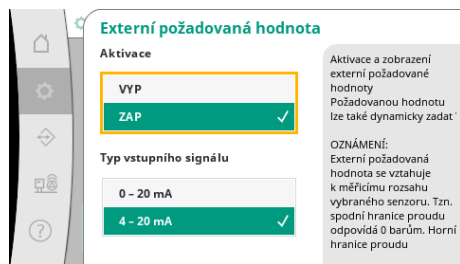 Externí požadovaná hodnota
Aktivace
VYP
ZAP
Typ vstupního signálu
0 – 20 mA
4 – 20 mA
Aktivace a zobrazení
externí požadované
hodnoty
Požadovanou hodnotu
lze také dynamicky zadat
OZNÁMENÍ:
Externí požadovaná
hodnota se vztahuje
k měřicímu rozsahu
vybraného senzoru. Tzn.
spodní hranice proudu
odpovídá 0 barům. Horní
hranice proudu